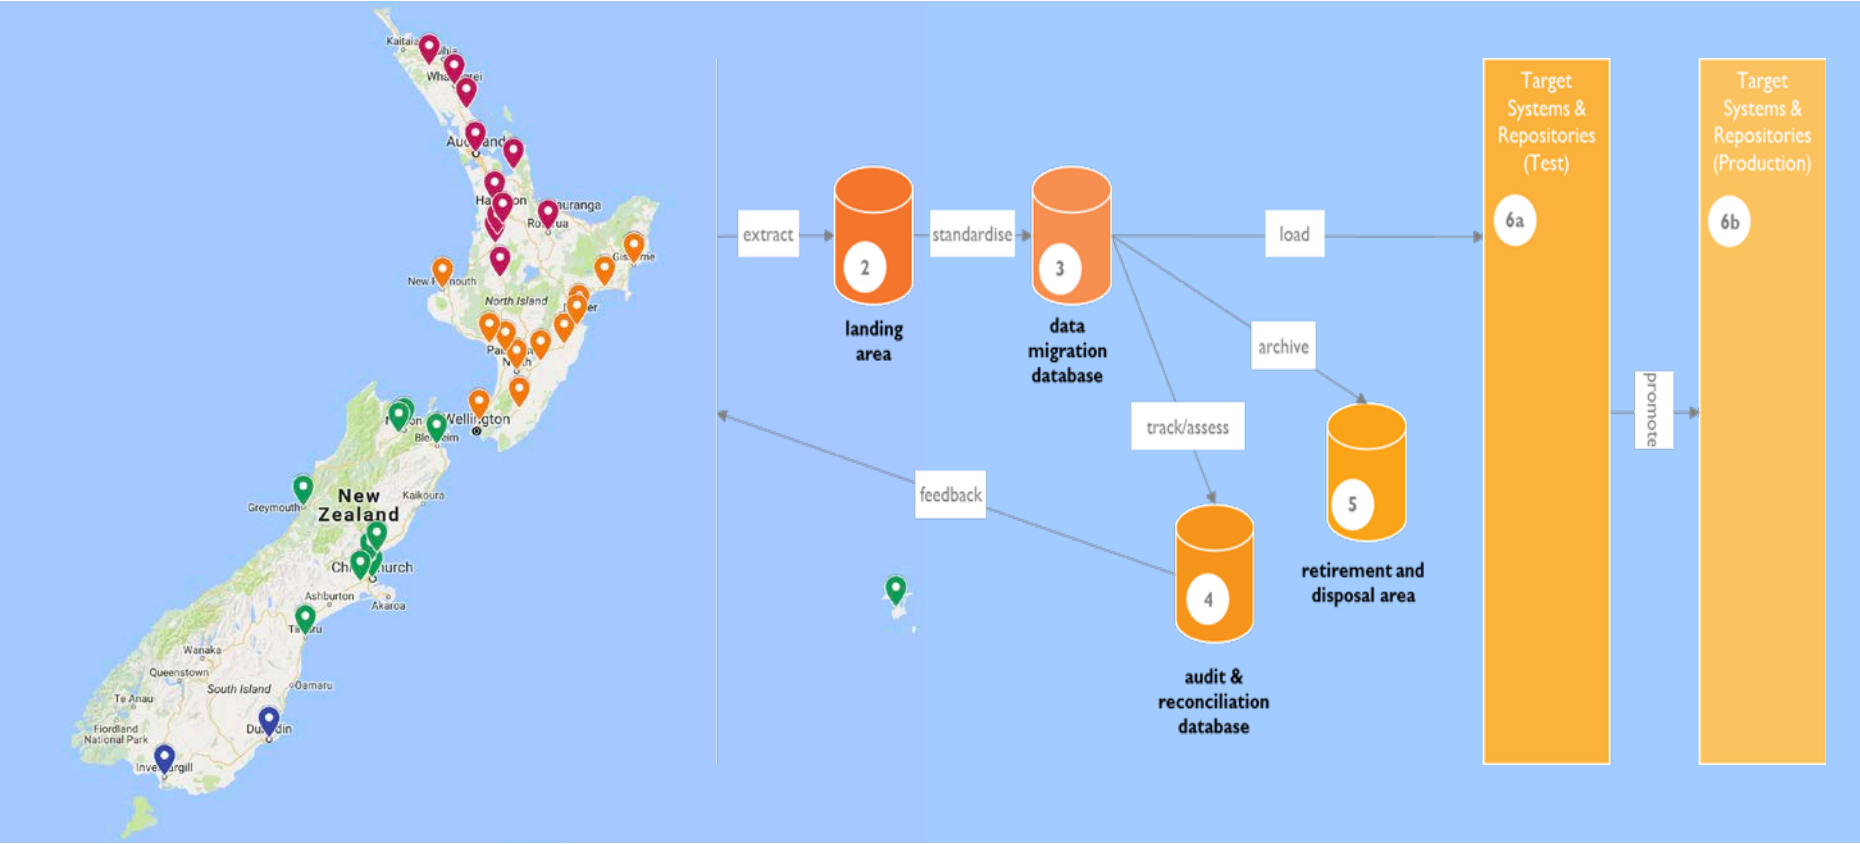 Kaitaia
Auckland
Rotorua
New Plymouth
Gisborne
North Island
Wellington
Blenheim
Greymouth
New
Zealand
Kaikoura
Christchurch
Ashburton
Akaroa
Timaru
Wanaka
Queenstown
South Island
Oamaru
Te Anau
Fiordland
National Park
Dunedin
Invercargill
extract
2
landing
area
standardise
3
data
migration
database
load
archive
track/assess
feedback
4
audit &
reconciliation
database
5
retirement and
disposal area
Target
Systems &
Repositories
(Test)
6a
promote
Target
Systems &
Repositories
(Production)
6b